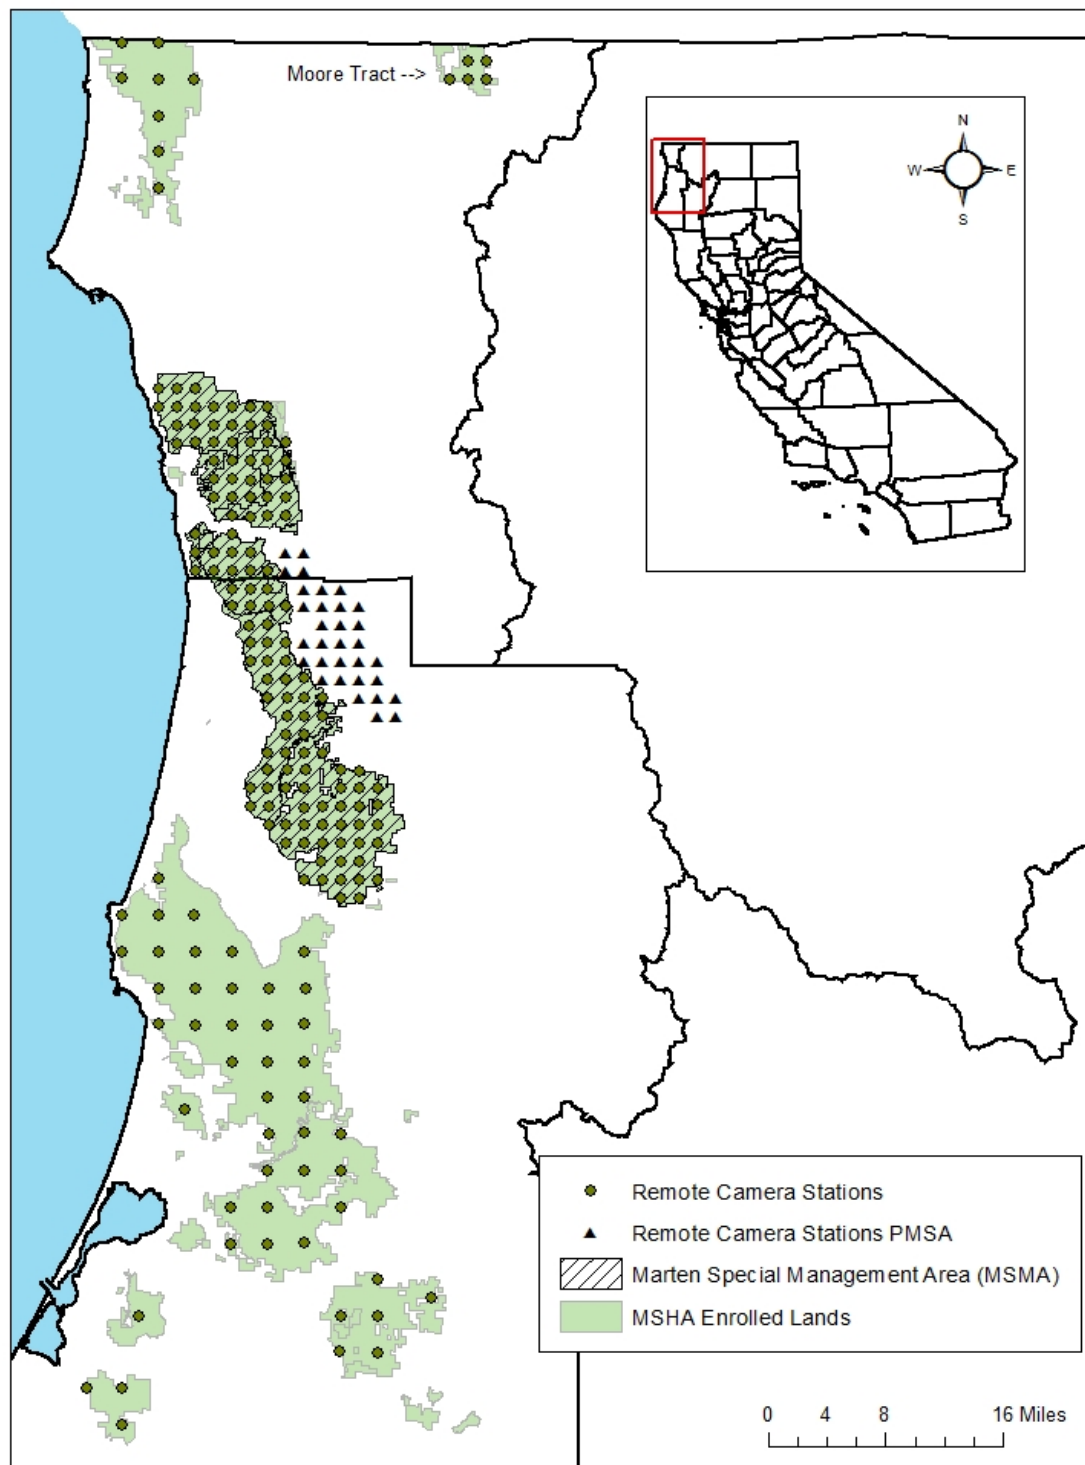 Moore Tract -->
N
W E
S
Remote Camera Stations
Remote Camera Stations PMSA
Marten Special Management Area (MSMA)
MSHA Enrolled Lands
0 4 8 16 Miles